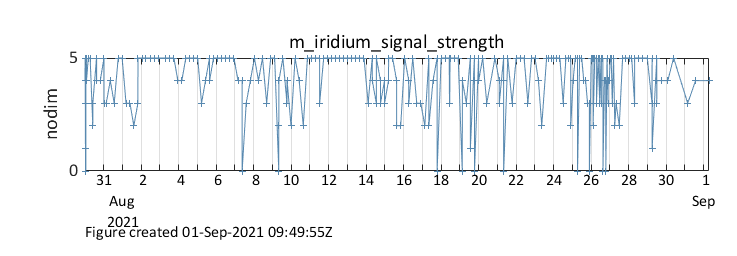 m_iridium_signal_strength
5
nodim
0
31 2 4 6 8 10 12 14 16 18 20 22 24 26 28 30 1
Aug Sep
2021
Figure created 01-Sep-2021 09:49:55Z